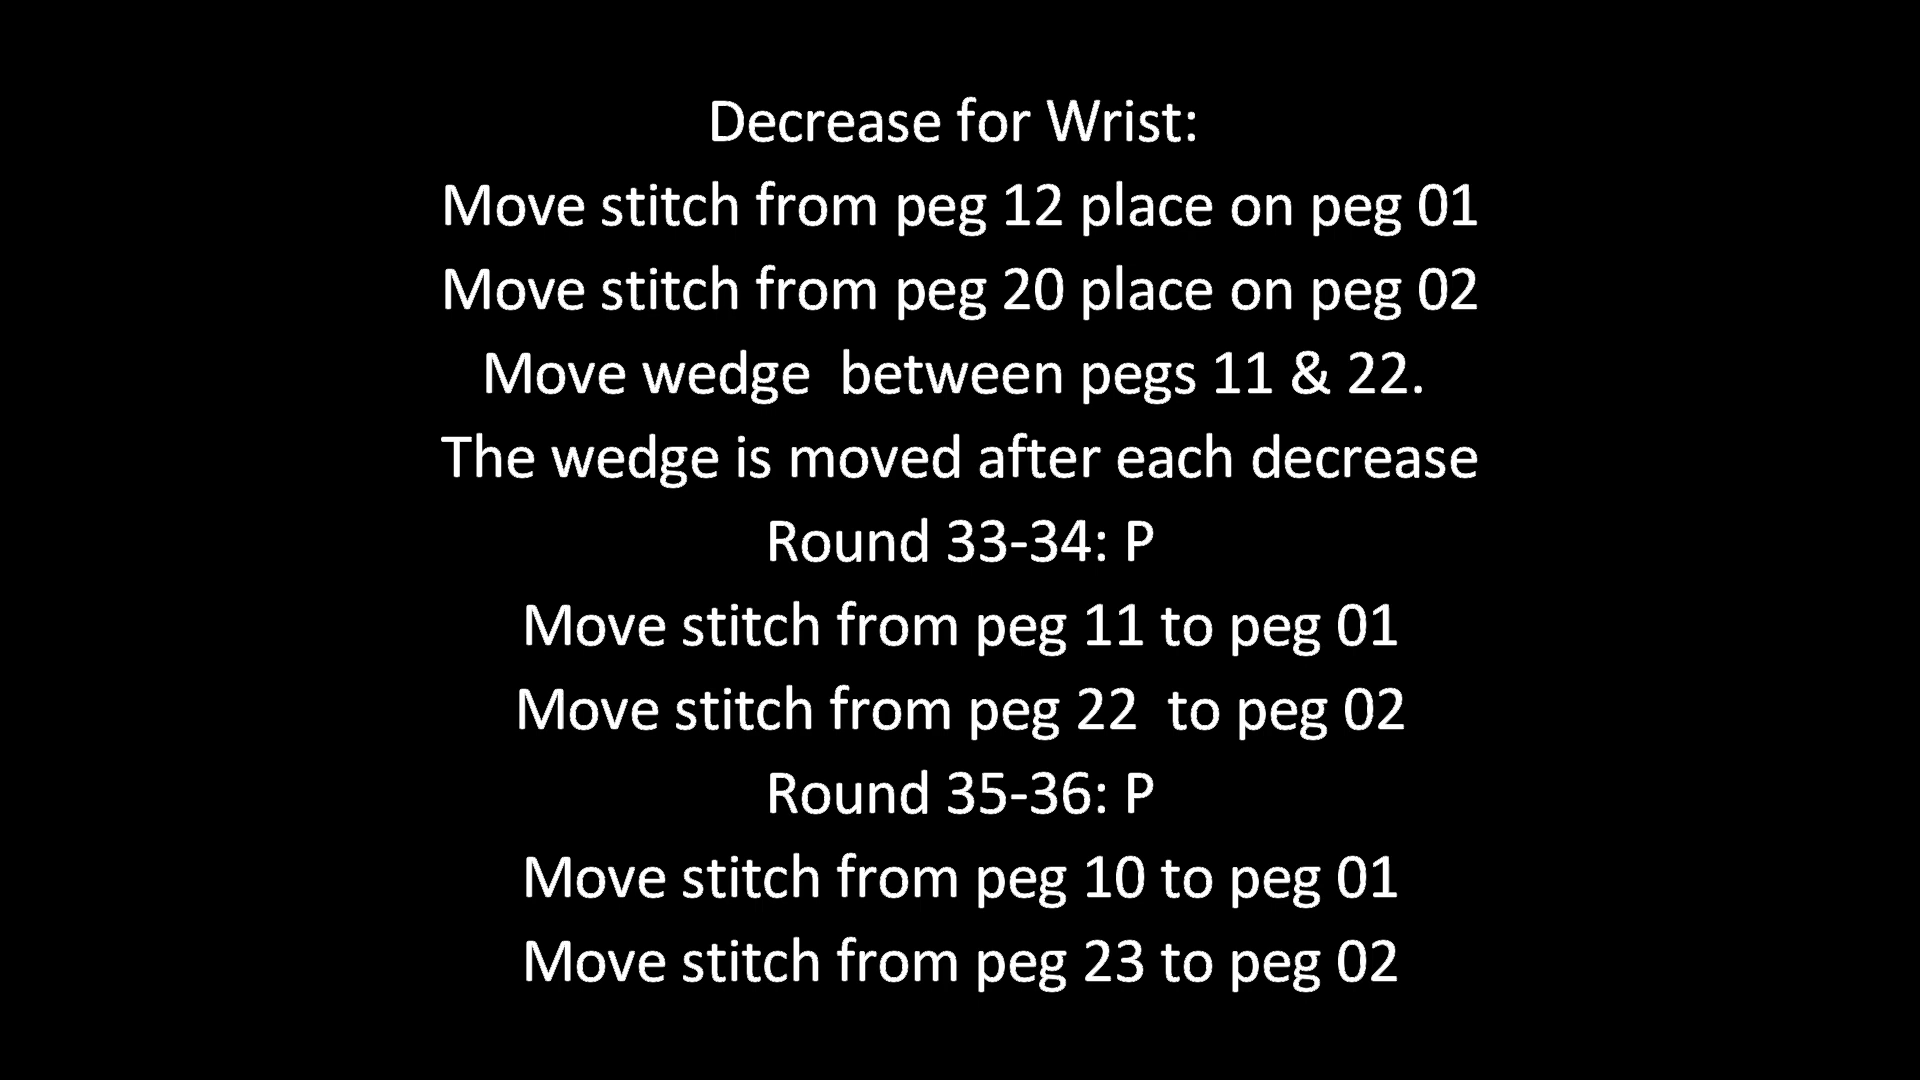 Decrease for Wrist:
Move stitch from peg 12 place on peg 01
Move stitch from peg 20 place on peg 02
Move wedge  between pegs 11 & 22.
The wedge is moved after each decrease
Round 33-34: P
Move stitch from peg 11 to peg 01
Move stitch from peg 22  to peg 02
Round 35-36: P
Move stitch from peg 10 to peg 01
Move stitch from peg 23 to peg 02